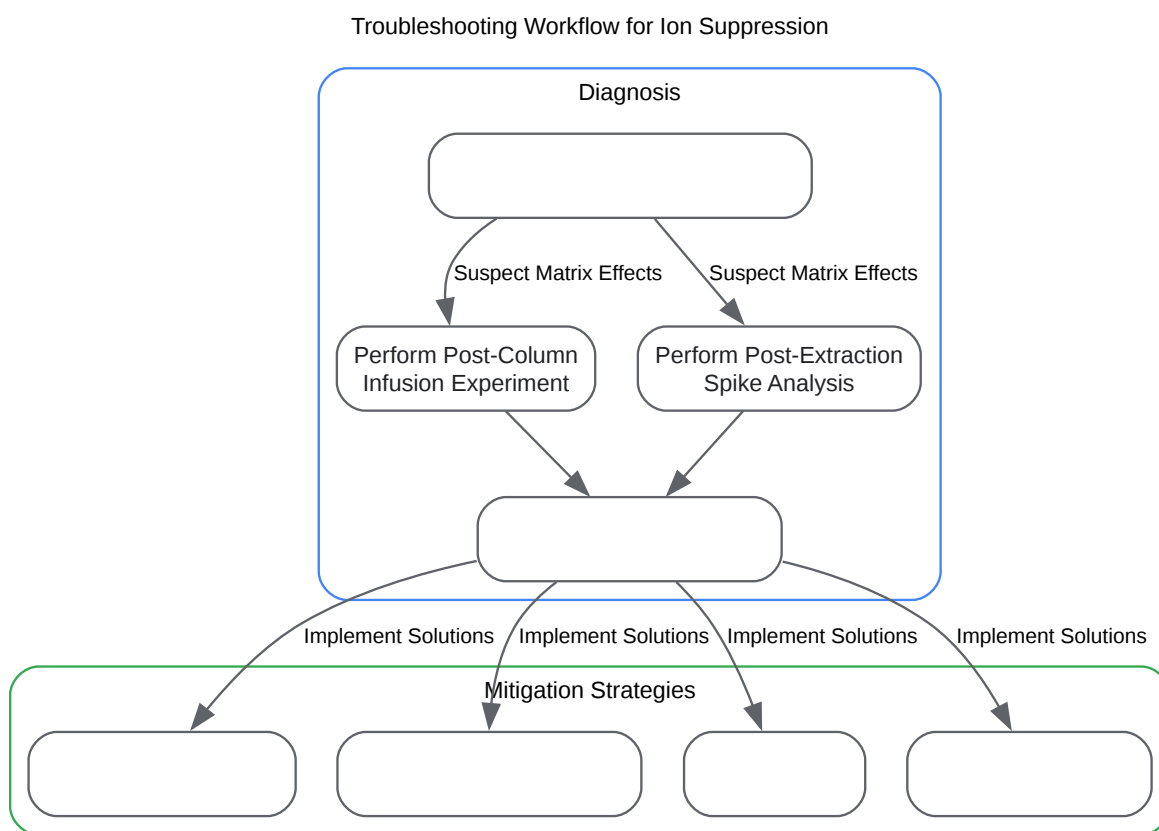 Troubleshooting Workflow for Ion Suppression
Diagnosis
Suspect Matrix Effects
Suspect Matrix Effects
Perform Post-Column
Infusion Experiment
Perform Post-Extraction
Spike Analysis
Implement Solutions
Implement Solutions
Implement Solutions
Implement Solutions
Mitigation Strategies